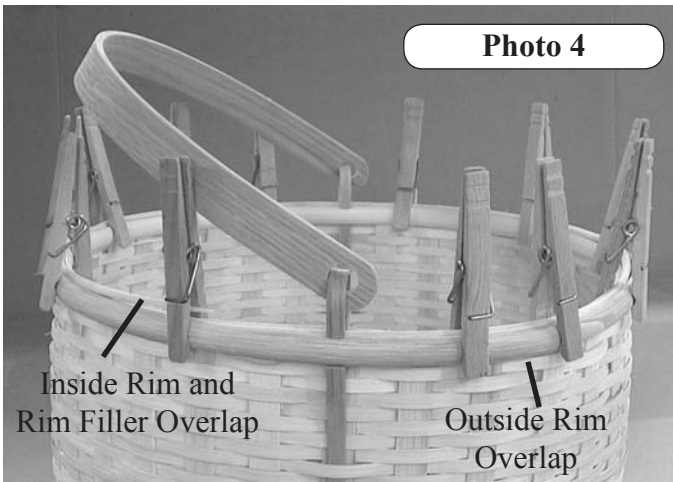 Photo 4
Inside Rim and
Rim Filler Overlap
Outside Rim
Overlap